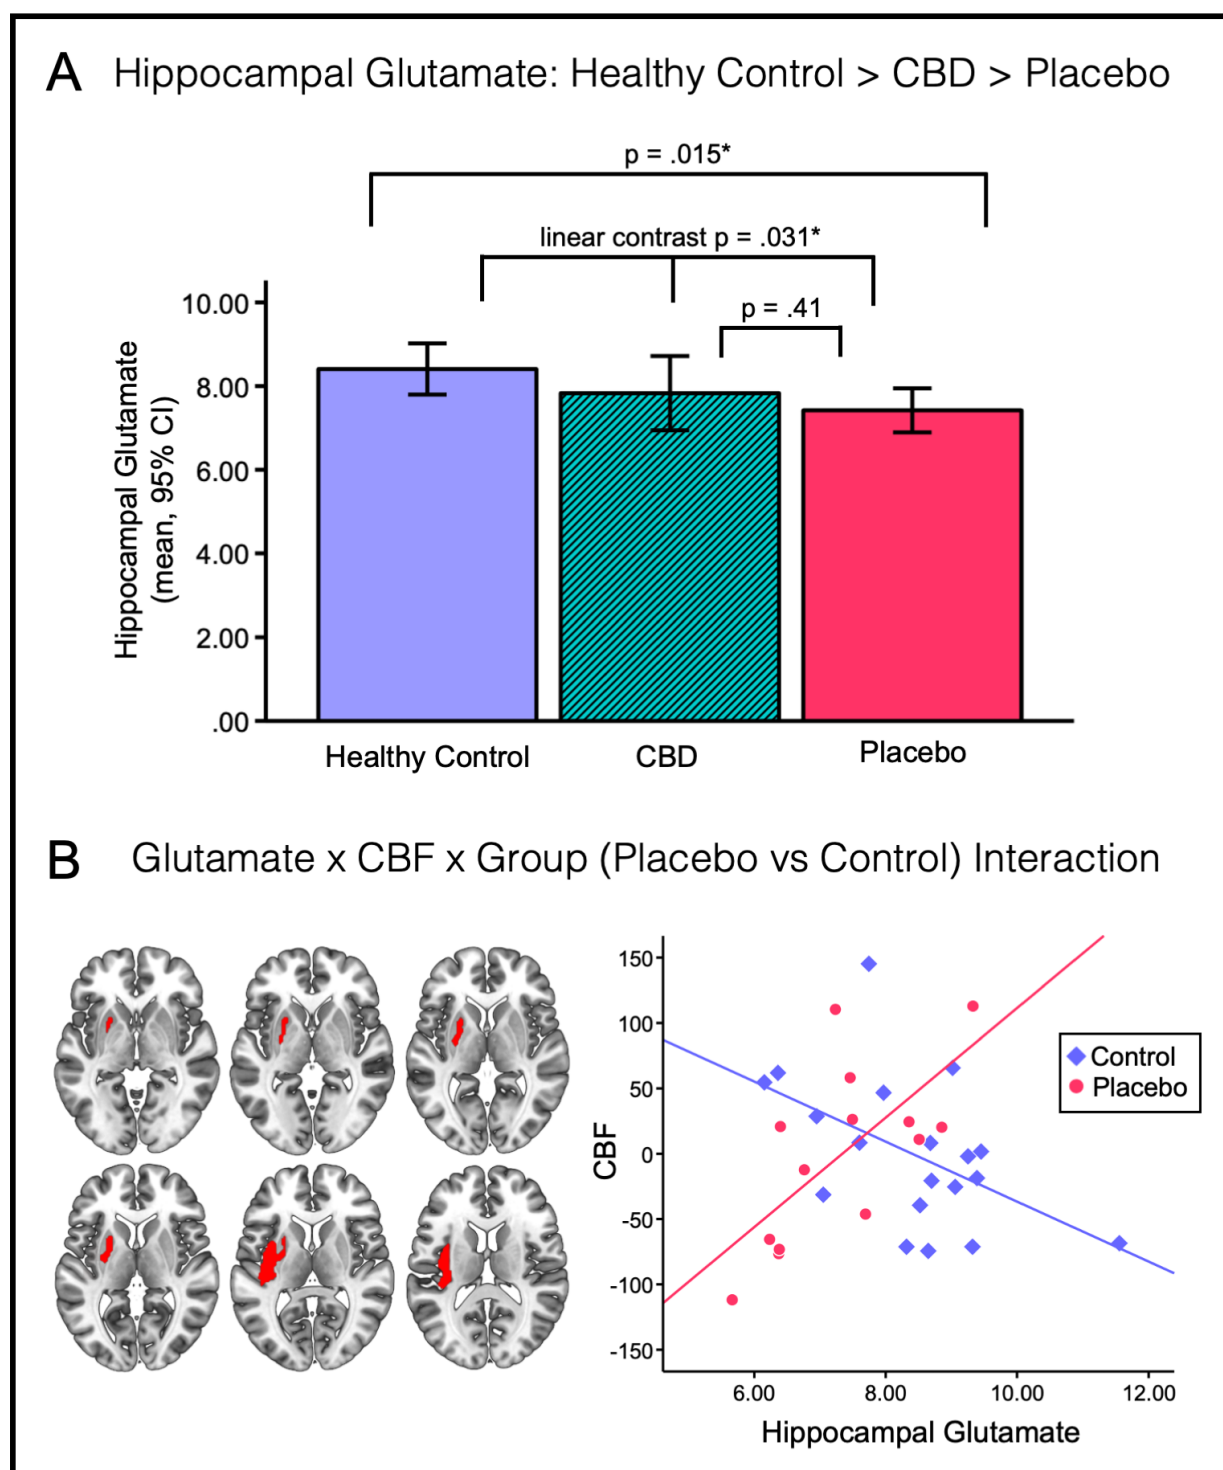 A Hippocampal Glutamate: Healthy Control > CBD > Placebo
p = .015*
linear contrast p = .031*
p = .41
Hippocampal Glutamate
(mean, 95% CI)
10.00
8.00
6.00
4.00
2.00
.00
Healthy Control
CBD
Placebo
B Glutamate x CBF x Group (Placebo vs Control) Interaction
CBF
150
100
50
0
-50
-100
-150
Control
Placebo
6.00
8.00
10.00
12.00
Hippocampal Glutamate